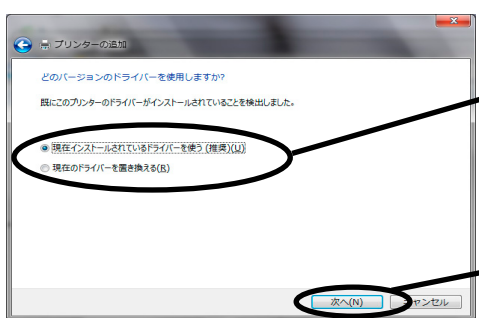 プリンターの追加
どのバージョンのドライバーを使用しますか?
既にこのプリンターのドライバーがインストールされていることを検出しました。
現在インストールされているドライバーを使う (推奨)(U)
現在のドライバーを置き換える(R)
次へ(N)
キャンセル